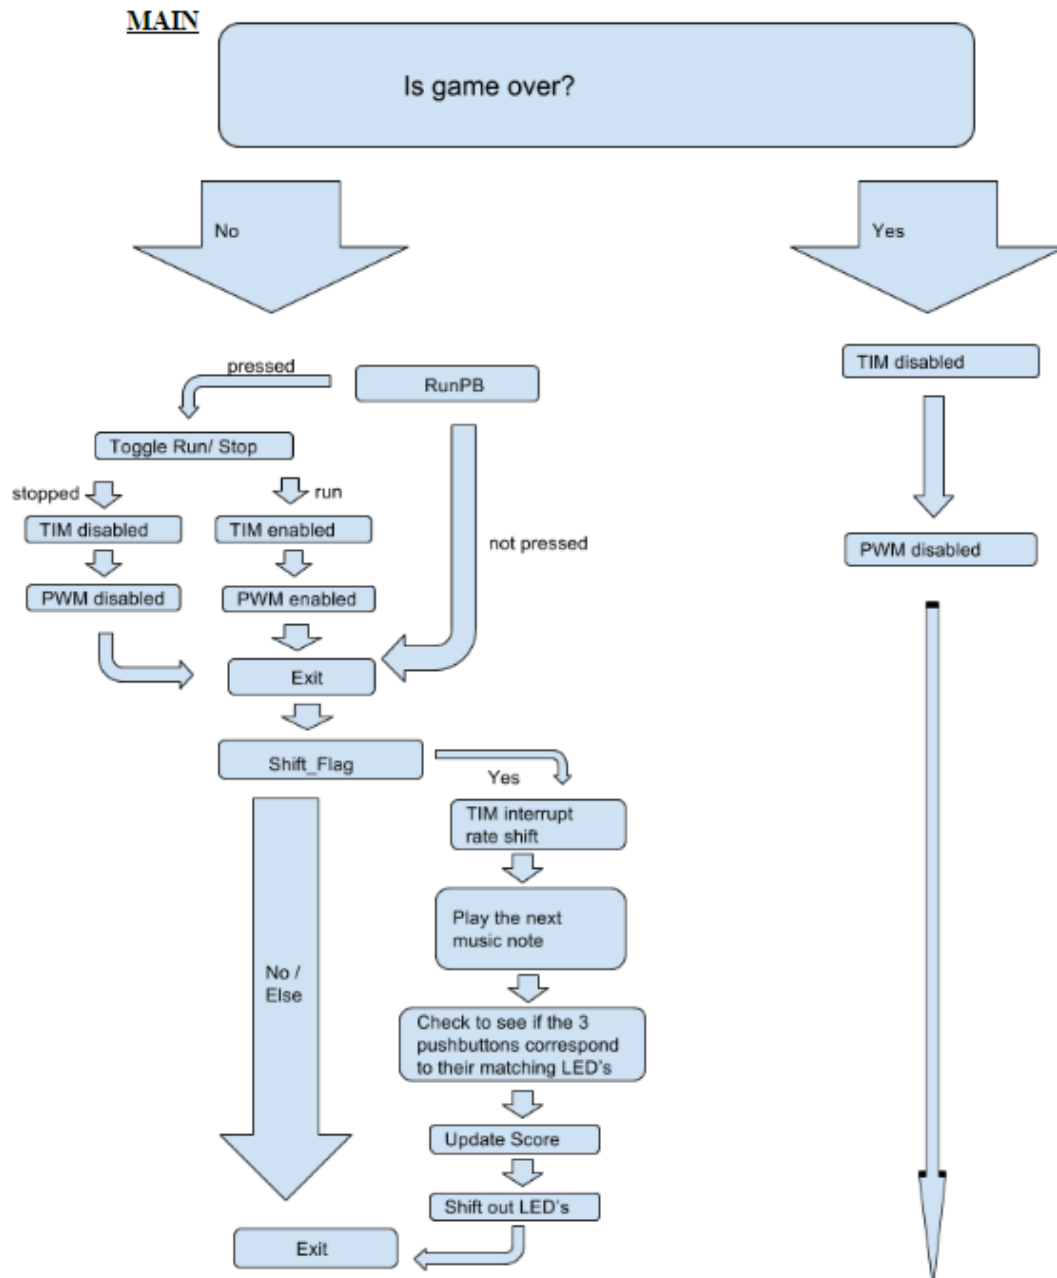 MAIN
Is game over?
No
Yes
pressed
RunPB
TIM disabled
Toggle Run/ Stop
stopped
run
TIM disabled
TIM enabled
not pressed
PWM disabled
PWM disabled
PWM enabled
Exit
Shift_Flag
Yes
TIM interrupt
rate shift
Play the next
music note
No /
Else
Check to see if the 3
pushbuttons correspond
to their matching LED's
Update Score
Shift out LED's
Exit